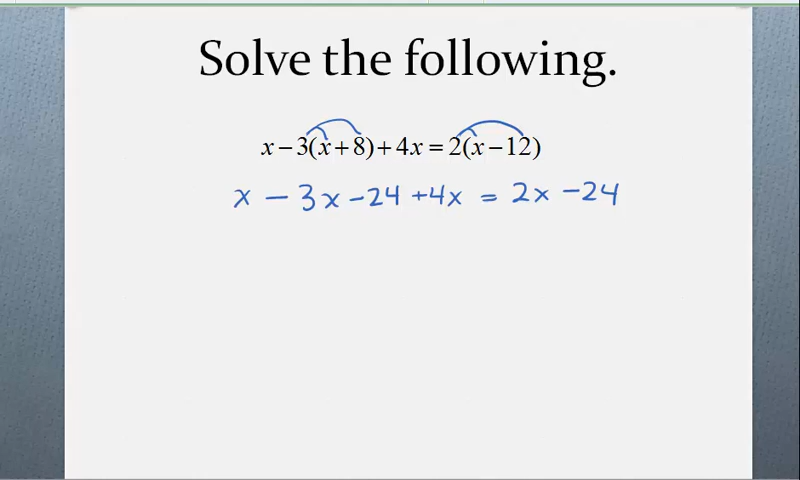 Solve the following.
x − 3(x + 8) + 4x = 2(x − 12)
x − 3x − 24 + 4x = 2x − 24